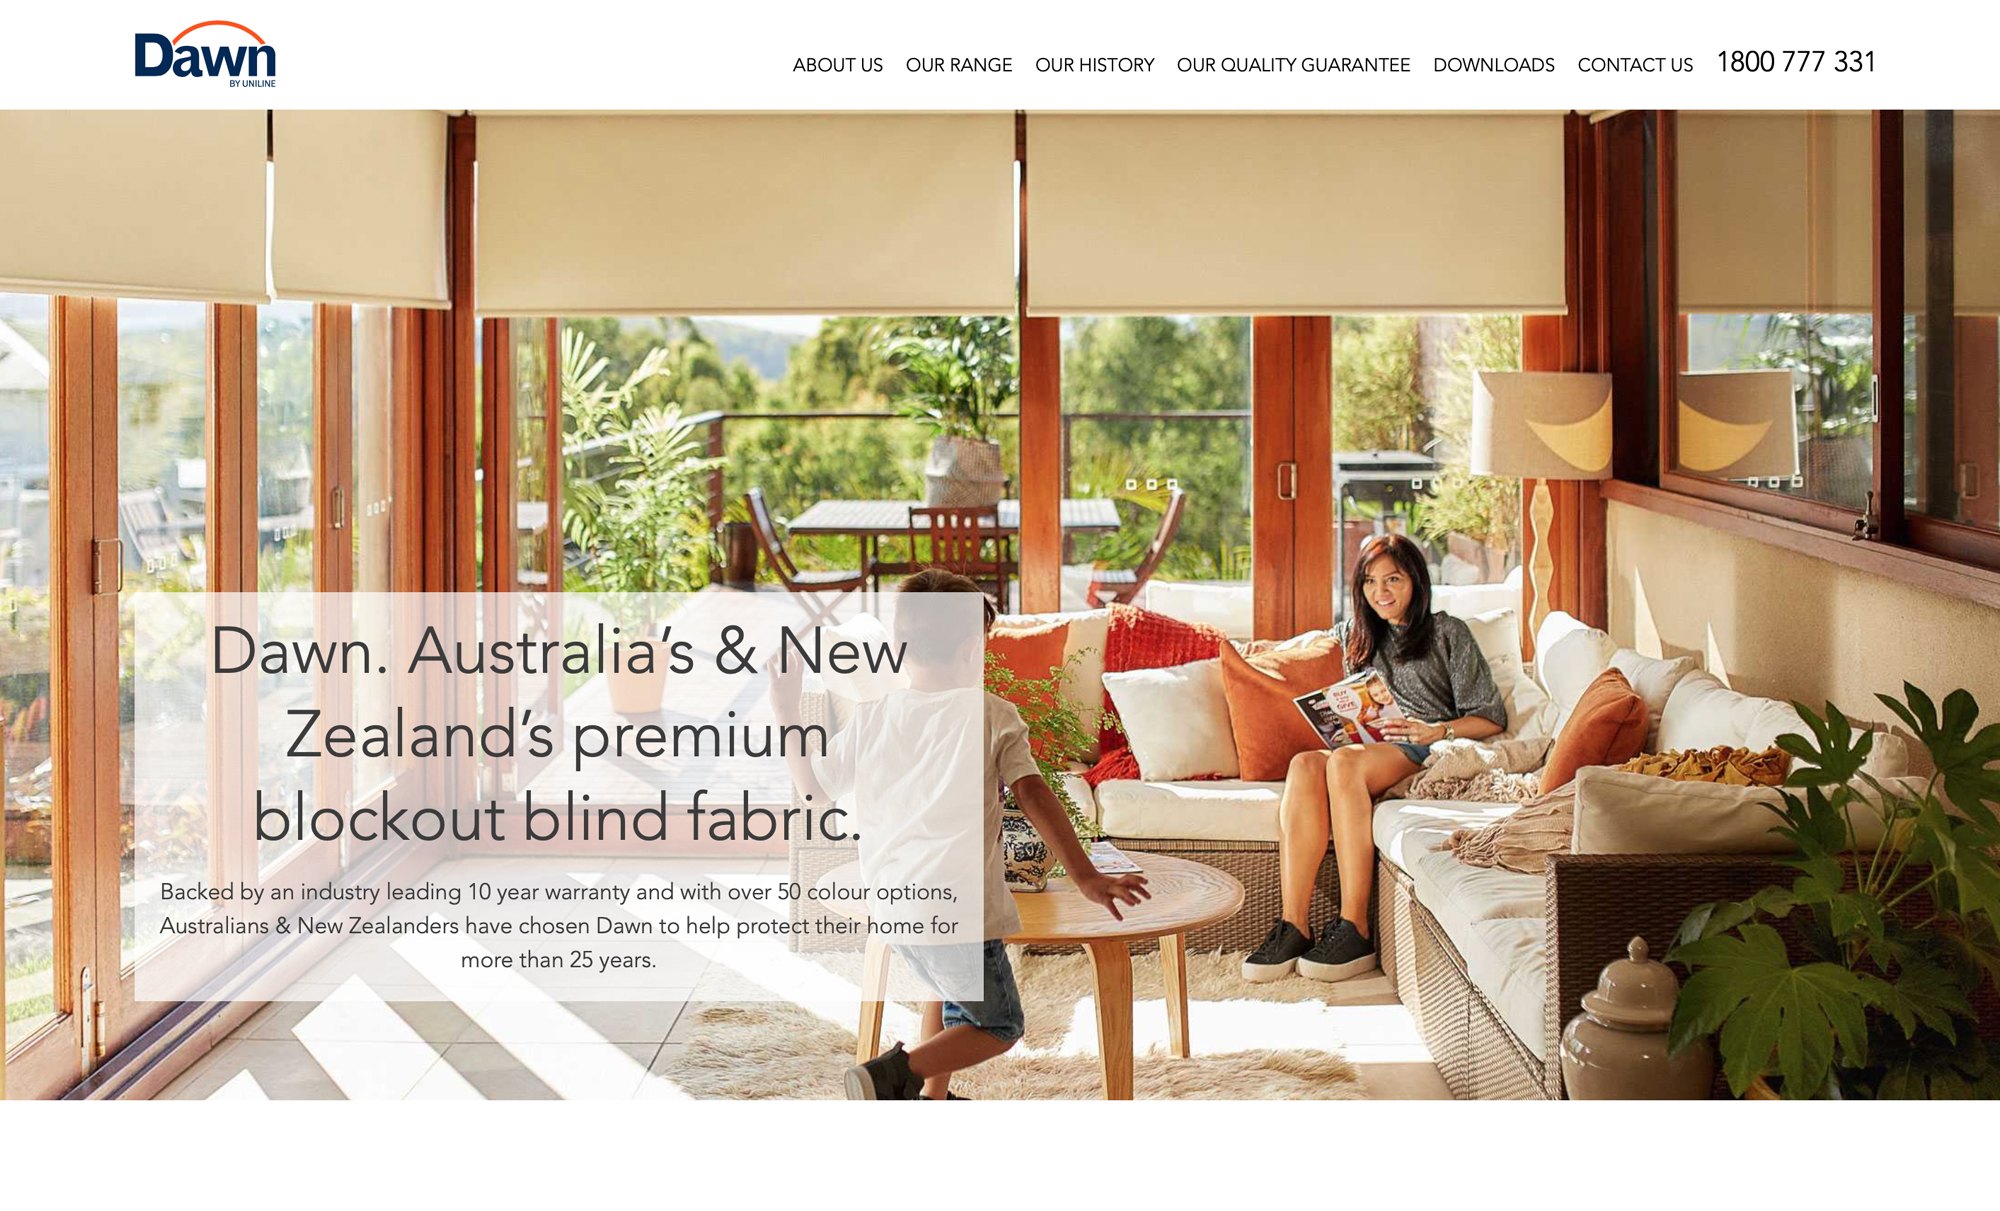 Dawn
BY UNILINE
ABOUT US OUR RANGE OUR HISTORY OUR QUALITY GUARANTEE DOWNLOADS CONTACT US 1800 777 331
Dawn. Australia’s & New
Zealand’s premium
blockout blind fabric.
Backed by an industry leading 10 year warranty and with over 50 colour options,
Australians & New Zealanders have chosen Dawn to help protect their home for
more than 25 years.
BUY
GIVE